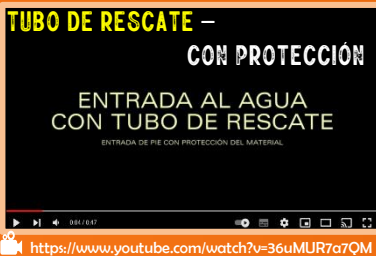 TUBO DE RESCATE –
CON PROTECCIÓN
ENTRADA AL AGUA
CON TUBO DE RESCATE
ENTRADA DE PIE CON PROTECCIÓN DEL MATERIAL
0:04 / 0:47
https://www.youtube.com/watch?v=36uMUR7a7QM